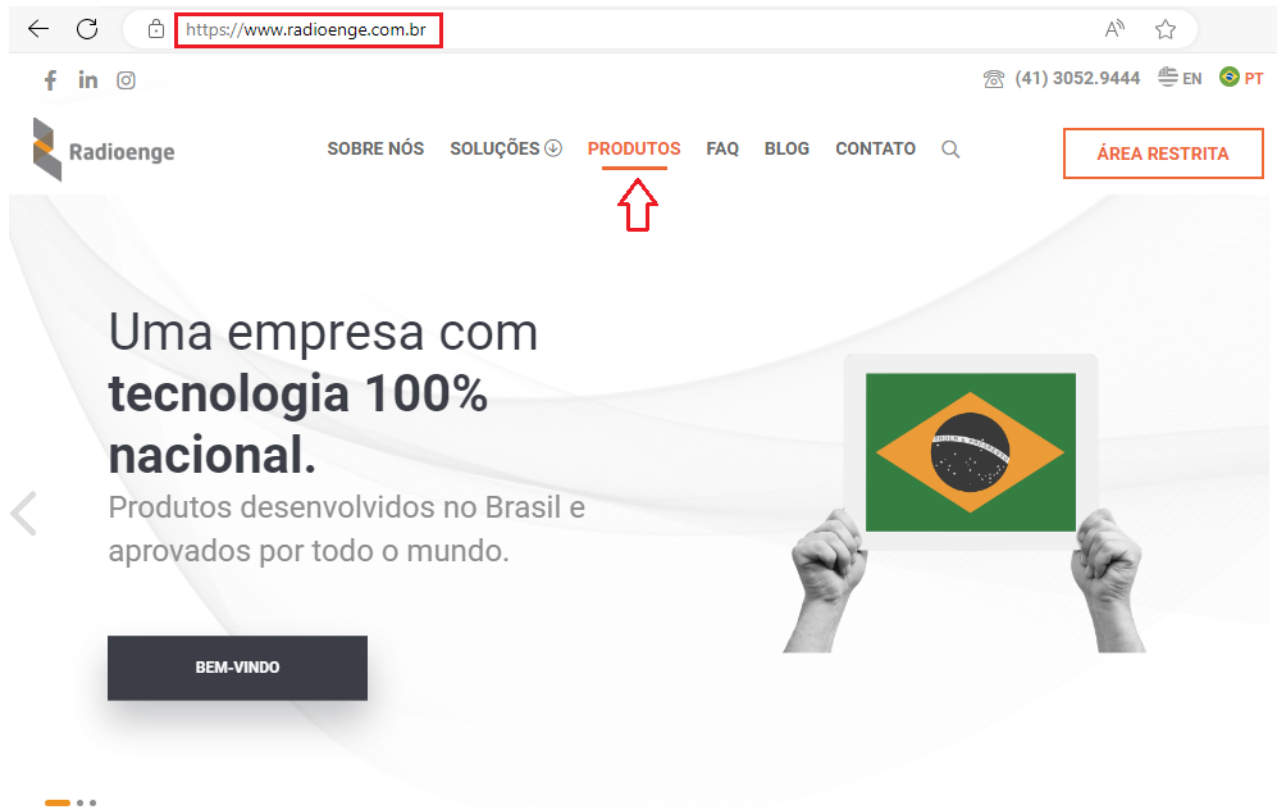 https://www.radioenge.com.br
f in
(41) 3052.9444 EN PT
Radioenge
SOBRE NÓS SOLUÇÕES PRODUTOS FAQ BLOG CONTATO
ÁREA RESTRITA
Uma empresa com
tecnologia 100%
nacional.
Produtos desenvolvidos no Brasil e
aprovados por todo o mundo.
BEM-VINDO